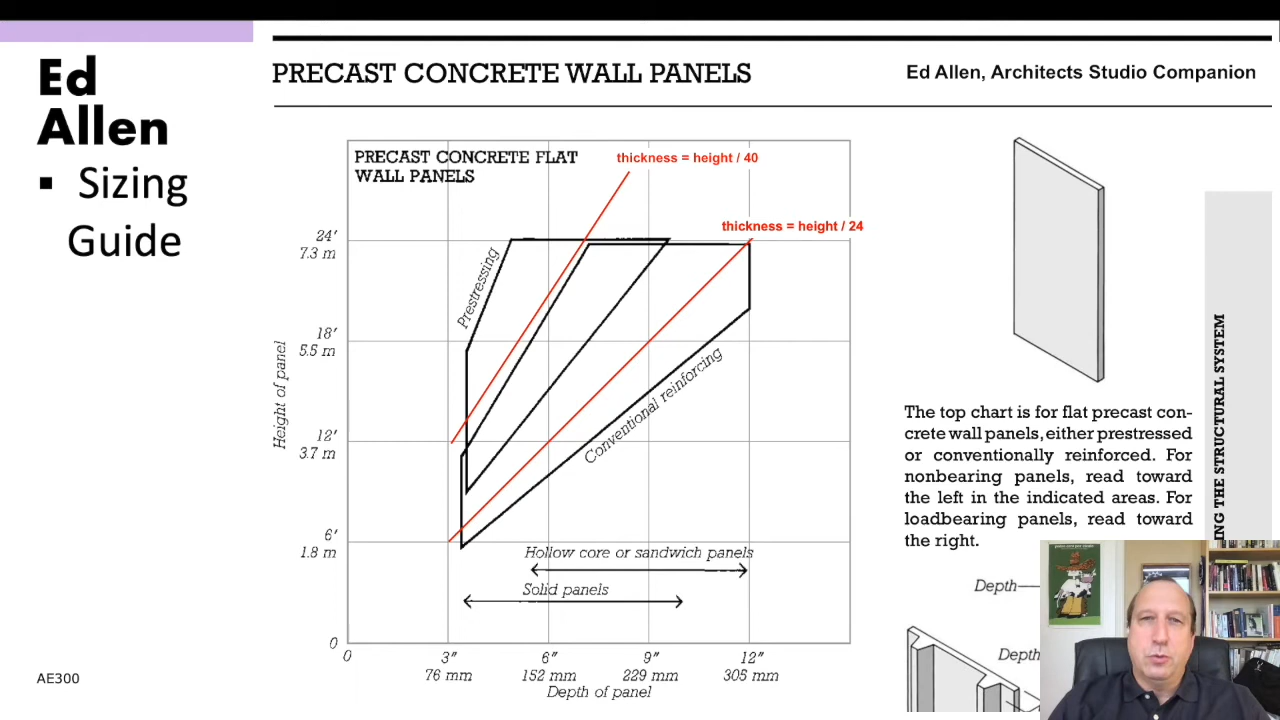 Ed
Allen
▪ Sizing
Guide
AE300
PRECAST CONCRETE WALL PANELS
Ed Allen, Architects Studio Companion
PRECAST CONCRETE FLAT
WALL PANELS
thickness = height / 40
thickness = height / 24
24′
7.3 m
18′
5.5 m
12′
3.7 m
6′
1.8 m
0
Height of panel
Prestressing
Conventional reinforcing
Hollow core or sandwich panels
Solid panels
0
3″
76 mm
6″
152 mm
9″
229 mm
12″
305 mm
Depth of panel
The top chart is for flat precast con-
crete wall panels, either prestressed
or conventionally reinforced. For
nonbearing panels, read toward
the left in the indicated areas. For
loadbearing panels, read toward
the right.
Depth
Depth
THE STRUCTURAL SYSTEM